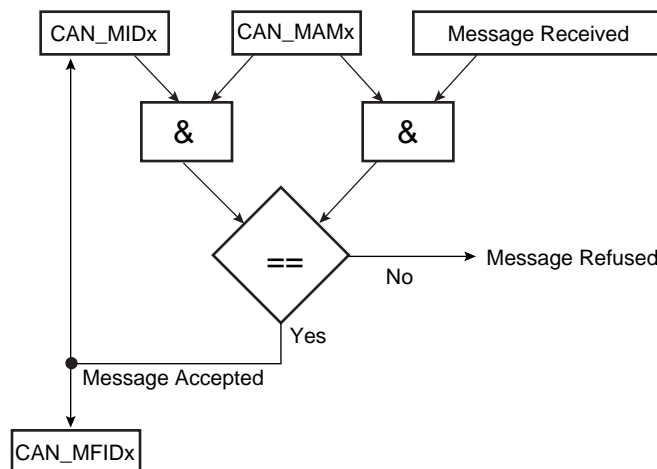 CAN_MIDx
CAN_MAMx
Message Received
&
&
==
No
Message Refused
Yes
Message Accepted
CAN_MFIDx